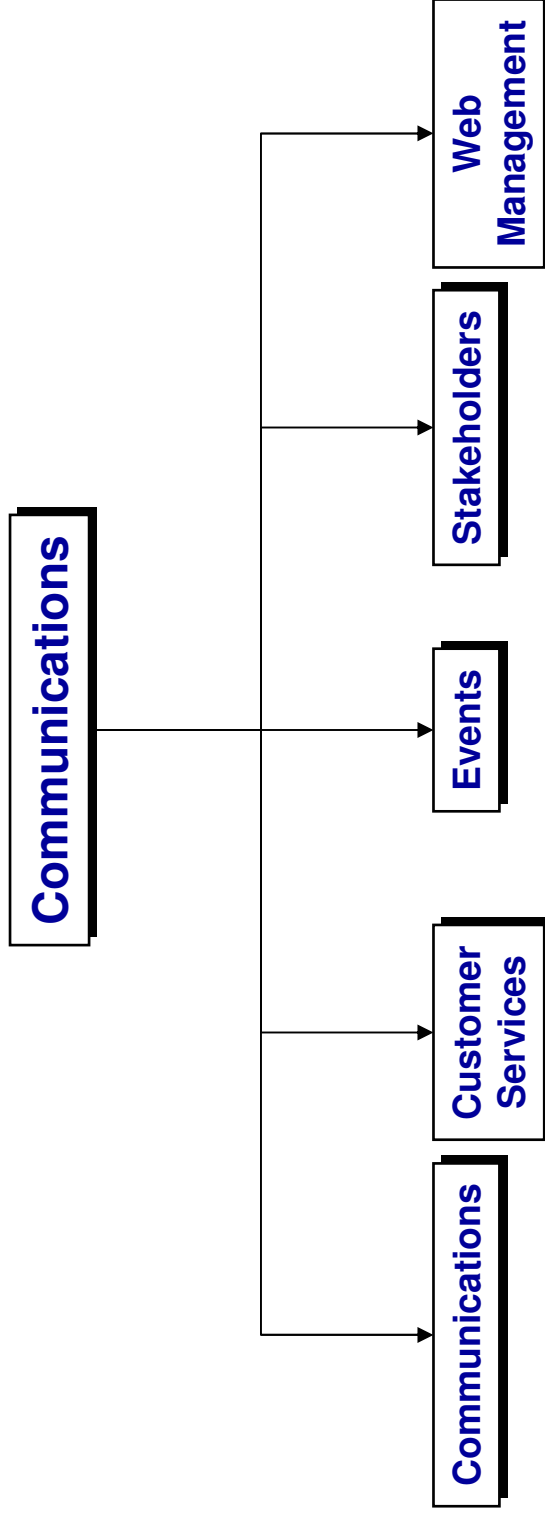 Communications
Communications
Customer
Services
Events
Stakeholders
Web
Management